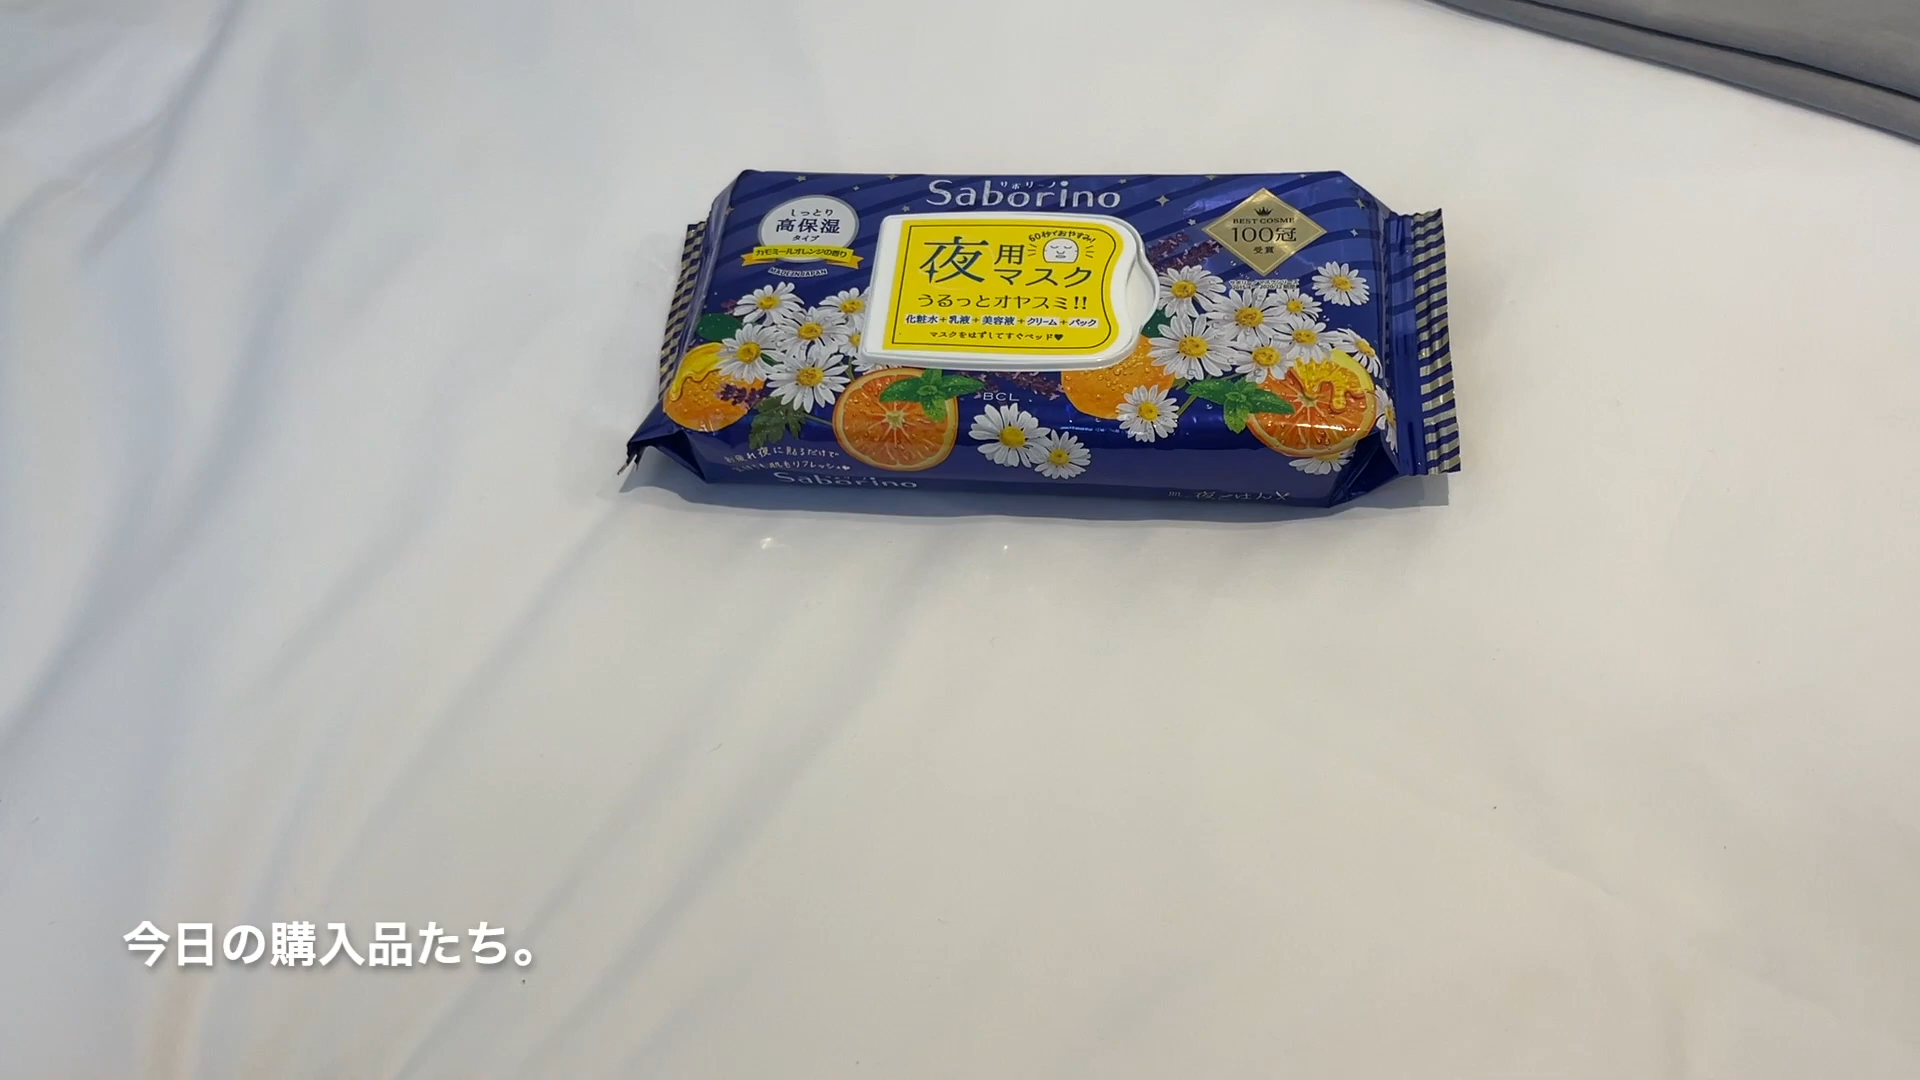 サボリーノ
Saborino
しっとり
高保湿
タイプ
カモミールオレンジの香り
MADE IN JAPAN
60秒でおやすみ!
夜用マスク
うるっとオヤスミ!!
化粧水+乳液+美容液+クリーム+パック
マスクをはずしてすぐベッド♥
BEST COSME
100冠
受賞
BCL
Saborino
今日の購入品たち。